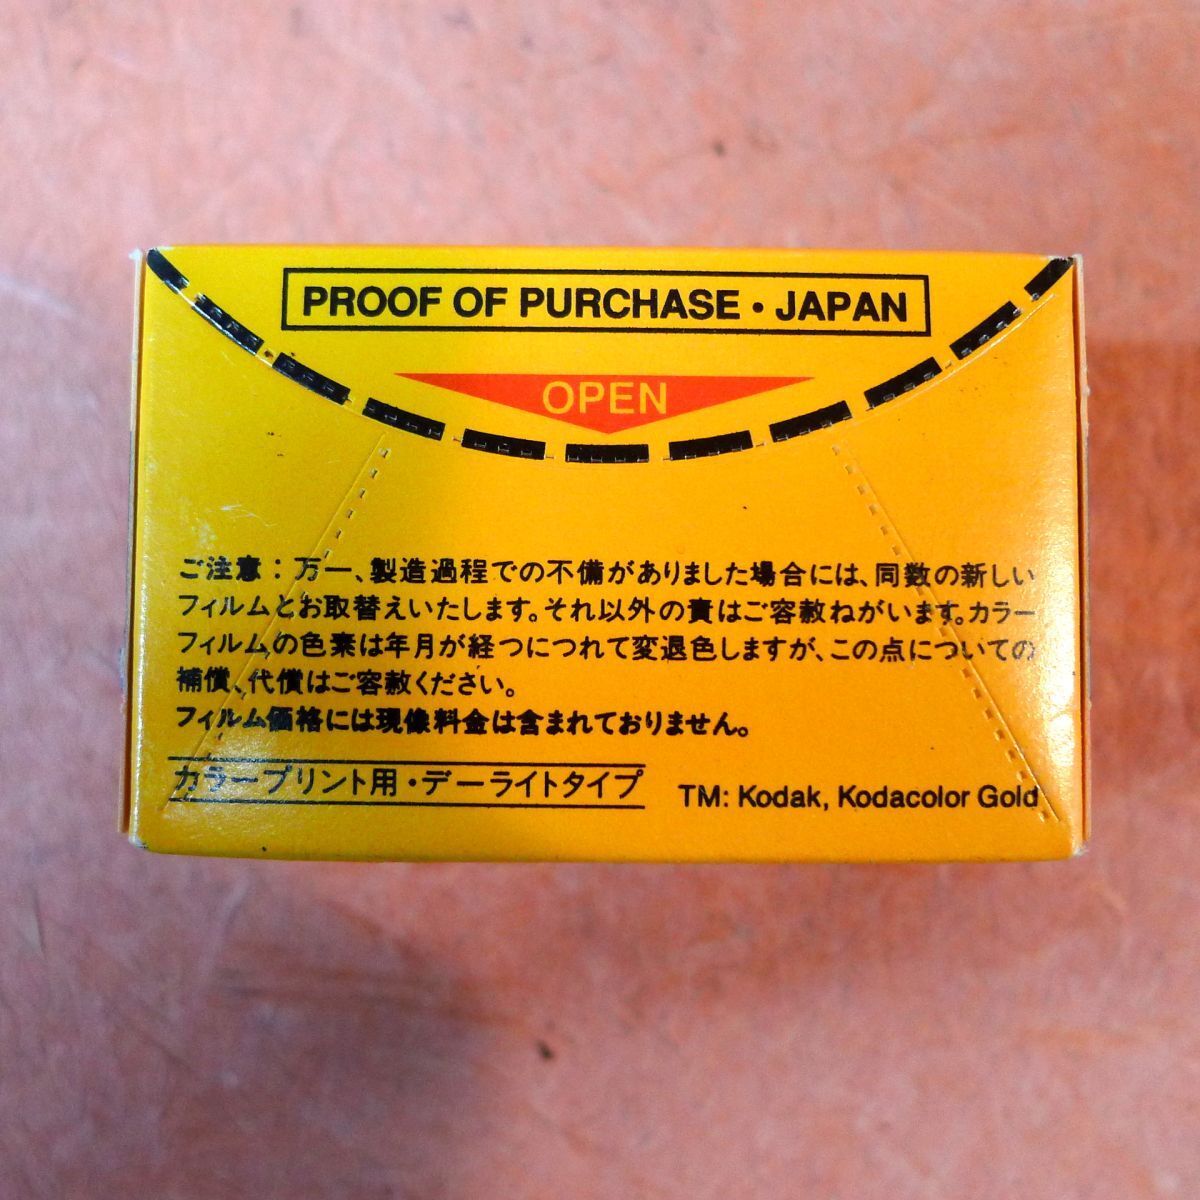 PROOF OF PURCHASE・JAPAN
OPEN
ご注意：万一、製造過程での不備がありました場合には、同数の新しい
フィルムとお取替えいたします。それ以外の責はご容赦ねがいます。カラー
フィルムの色素は年月が経つにつれて変退色しますが、この点についての
補償、代償はご容赦ください。
フィルム価格には現像料金は含まれておりません。
カラープリント用・デーライトタイプ
TM: Kodak, Kodacolor Gold